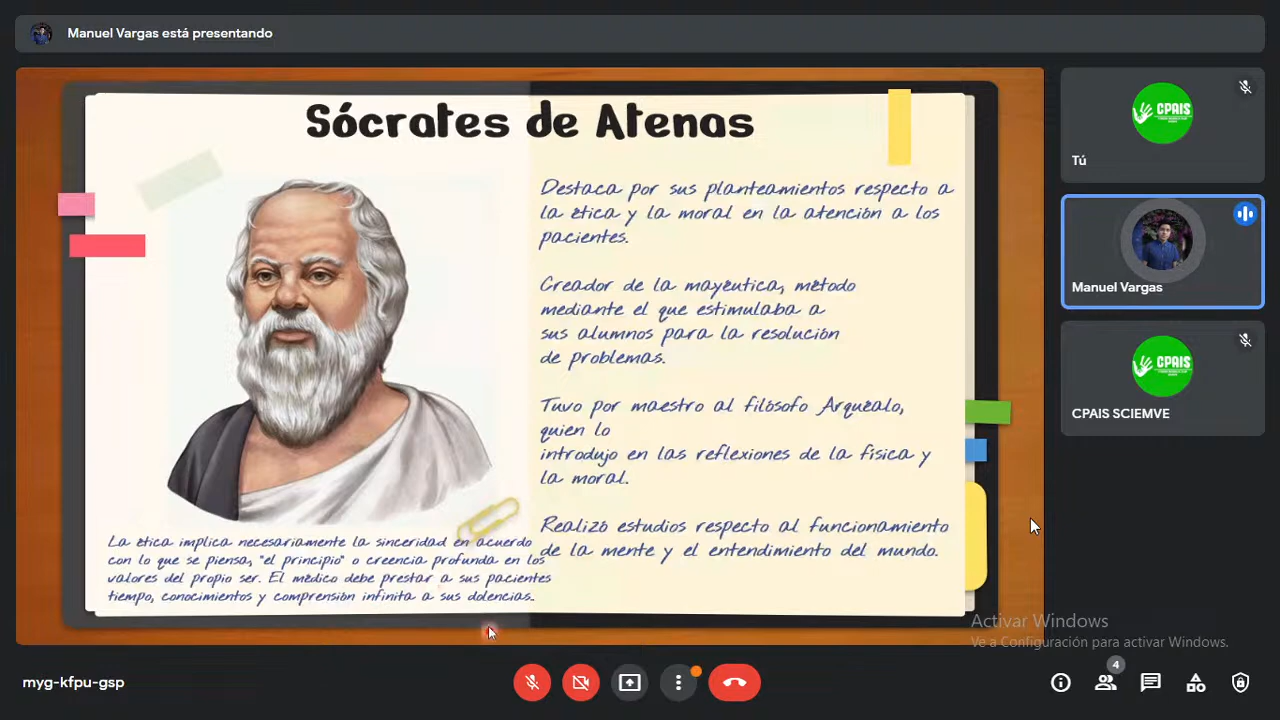 Manuel Vargas está presentando
Sócrates de Atenas
Destaca por sus planteamientos respecto a
la ética y la moral en la atención a los
pacientes.
Creador de la mayéutica, método
mediante el que estimulaba a
sus alumnos para la resolución
de problemas.
Tuvo por maestro al filósofo Arquéalo,
quien lo
introdujo en las reflexiones de la física y
la moral.
Realizó estudios respecto al funcionamiento
de la mente y el entendimiento del mundo.
La ética implica necesariamente la sinceridad en acuerdo
con lo que se piensa, "el principio" o creencia profunda en los
valores del propio ser. El médico debe prestar a sus pacientes
tiempo, conocimientos y comprensión infinita a sus dolencias.
CPAIS
Tú
Manuel Vargas
CPAIS
CPAIS SCIEMVE
Activar Windows
Ve a Configuración para activar Windows.
myg-kfpu-gsp
4